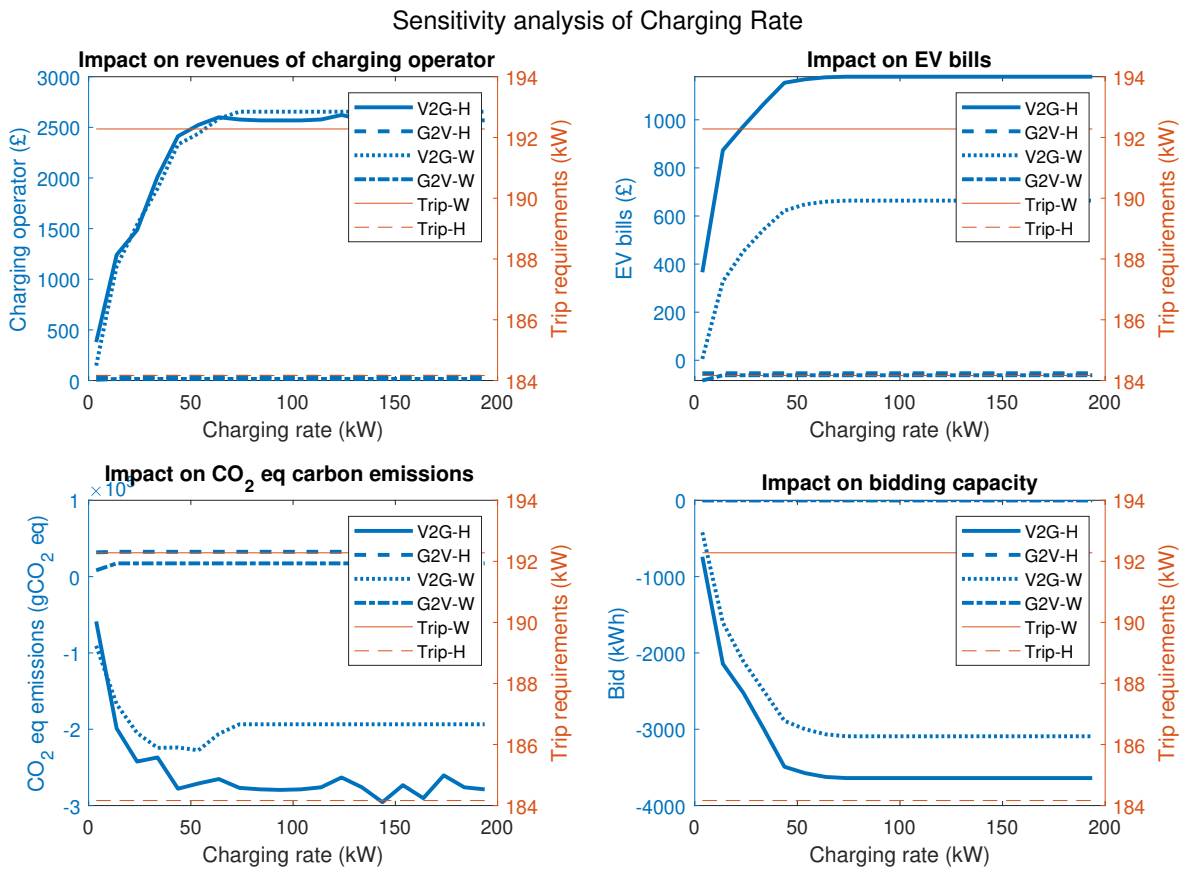 Sensitivity analysis of Charging Rate
Impact on revenues of charging operator
3000
2500
2000
1500
1000
500
0
Charging operator (£)
194
192
190
188
186
184
Trip requirements (kW)
0 50 100 150 200
Charging rate (kW)
V2G-H
G2V-H
V2G-W
G2V-W
Trip-W
Trip-H
Impact on EV bills
1000
800
600
400
200
0
EV bills (£)
194
192
190
188
186
184
Trip requirements (kW)
0 50 100 150 200
Charging rate (kW)
V2G-H
G2V-H
V2G-W
G2V-W
Trip-W
Trip-H
Impact on CO2 eq carbon emissions
1
0
-1
-2
-3
CO2 eq emissions (gCO2 eq)
194
192
190
188
186
184
Trip requirements (kW)
0 50 100 150 200
Charging rate (kW)
V2G-H
G2V-H
V2G-W
G2V-W
Trip-W
Trip-H
Impact on bidding capacity
0
-1000
-2000
-3000
-4000
Bid (kWh)
194
192
190
188
186
184
Trip requirements (kW)
0 50 100 150 200
Charging rate (kW)
V2G-H
G2V-H
V2G-W
G2V-W
Trip-W
Trip-H